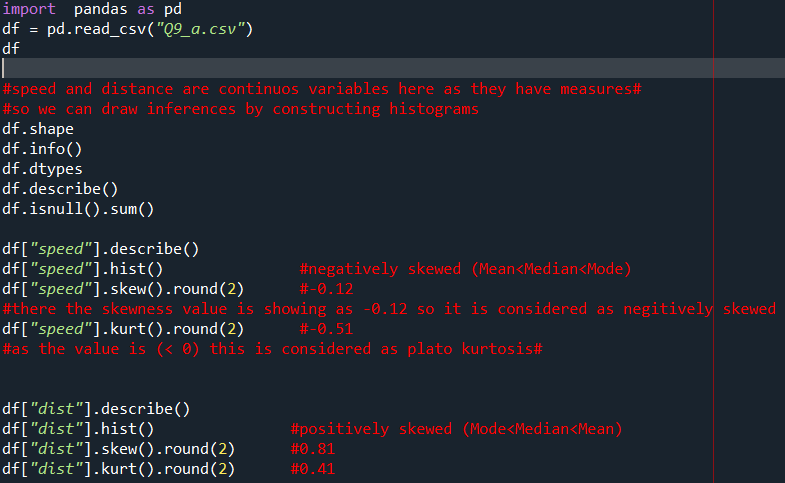 import  pandas as pd
df = pd.read_csv("Q9_a.csv")
df
#speed and distance are continuos variables here as they have measures#
#so we can draw inferences by constructing histograms
df.shape
df.info()
df.dtypes
df.describe()
df.isnull().sum()
df["speed"].describe()
df["speed"].hist()               #negatively skewed (Mean<Median<Mode)
df["speed"].skew().round(2)      #-0.12
#there the skewness value is showing as -0.12 so it is considered as negitively skewed
df["speed"].kurt().round(2)      #-0.51
#as the value is (< 0) this is considered as plato kurtosis#
df["dist"].describe()
df["dist"].hist()               #positively skewed (Mode<Median<Mean)
df["dist"].skew().round(2)      #0.81
df["dist"].kurt().round(2)      #0.41